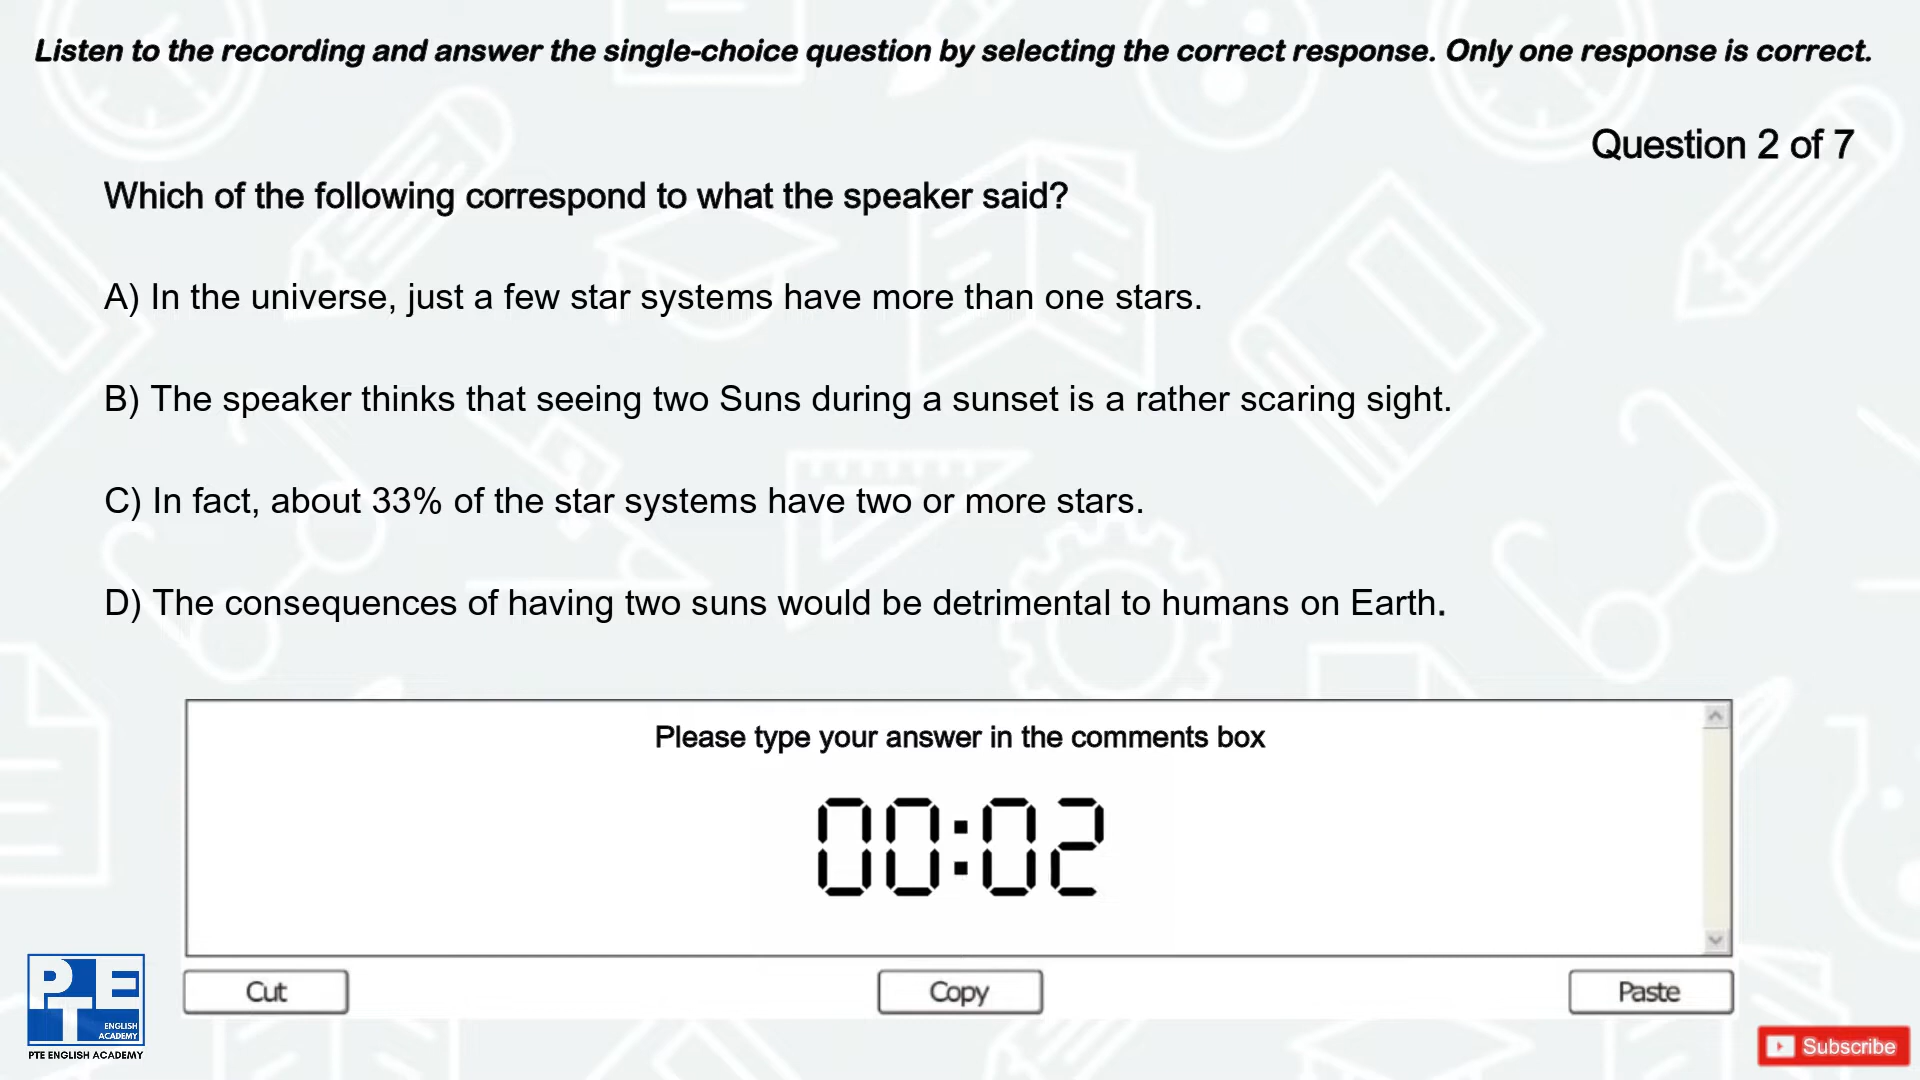 Listen to the recording and answer the single-choice question by selecting the correct response. Only one response is correct.
Question 2 of 7
Which of the following correspond to what the speaker said?
A) In the universe, just a few star systems have more than one stars.
B) The speaker thinks that seeing two Suns during a sunset is a rather scaring sight.
C) In fact, about 33% of the star systems have two or more stars.
D) The consequences of having two suns would be detrimental to humans on Earth.
Please type your answer in the comments box
00:02
Cut
Copy
Paste
PTE
ENGLISH
ACADEMY
PTE ENGLISH ACADEMY
Subscribe